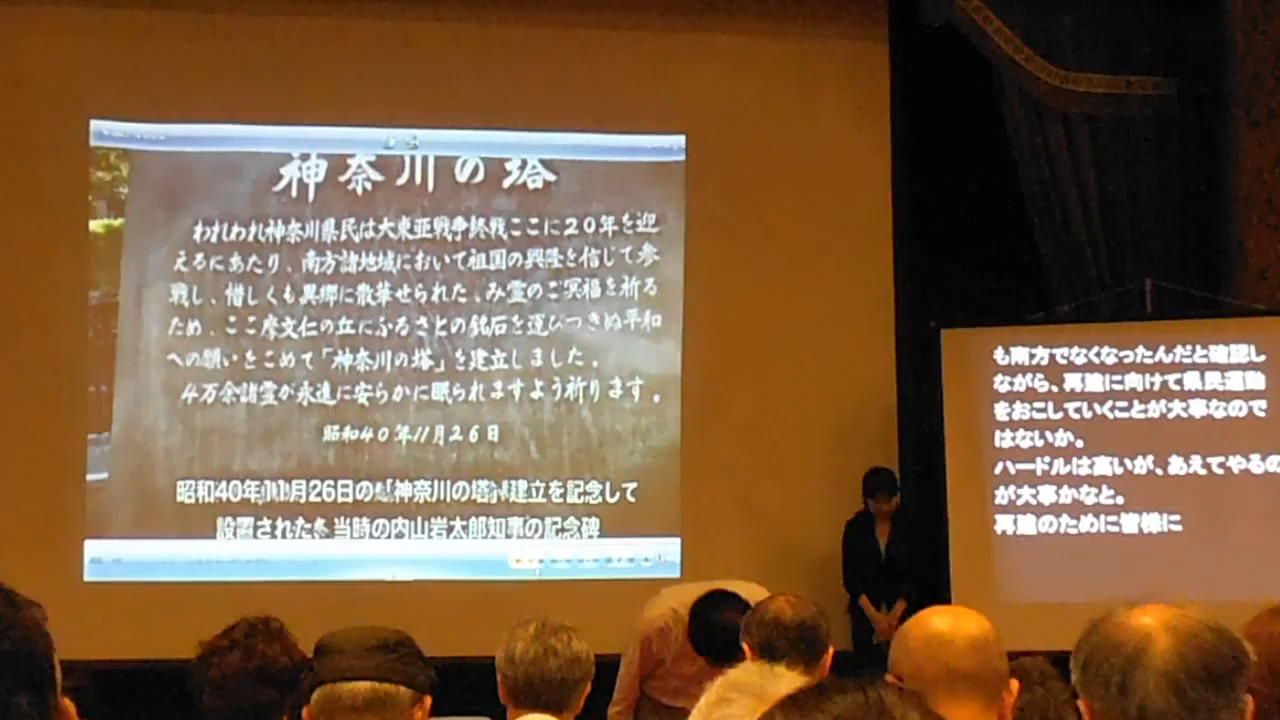 神奈川の塔
われわれ神奈川県民は大東亜戦争終戦ここに20年を迎
えるにあたり、南方諸地域において祖国の興隆を信じて参
戦し、惜しくも異郷に散華せられた、み霊のご冥福を祈る
ため、ここ摩文仁の丘にふるさとの銘石を運びつきぬ平和
への願いをこめて「神奈川の塔」を建立しました。
4万余諸霊が永遠に安らかに眠られますよう祈ります。
昭和40年11月26日
昭和40年11月26日の「神奈川の塔」建立を記念して
設置された、当時の内山岩太郎知事の記念碑
も南方でなくなったんだと確認し
ながら、再建に向けて県民運動
をおこしていくことが大事なので
はないか。
ハードルは高いが、あえてやるの
が大事かなと。
再建のために皆様に